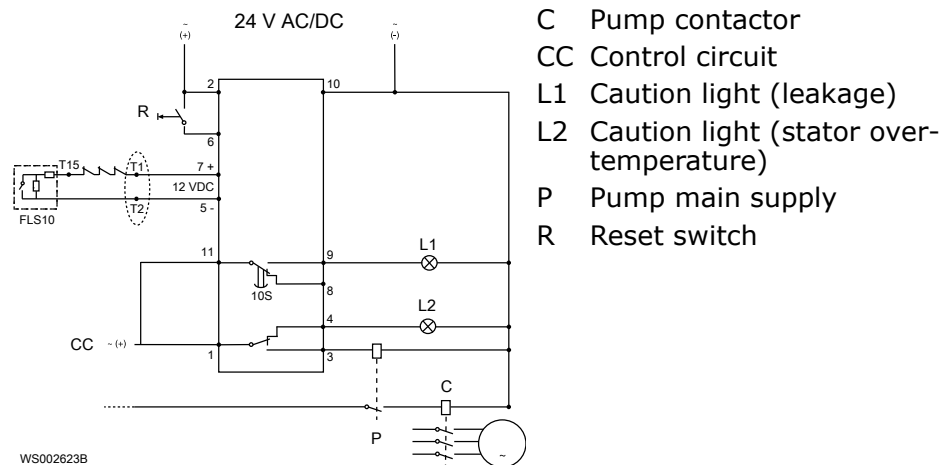 24 V AC/DC
~
(+)
~
(-)
2
10
R
6
T15
T1
7 +
12 VDC
T2
5 -
FLS10
11
9
L1
10S
8
4
L2
CC ~ (+)
1
3
C
P
~
WS002623B
C Pump contactor
CC Control circuit
L1 Caution light (leakage)
L2 Caution light (stator over-
temperature)
P Pump main supply
R Reset switch